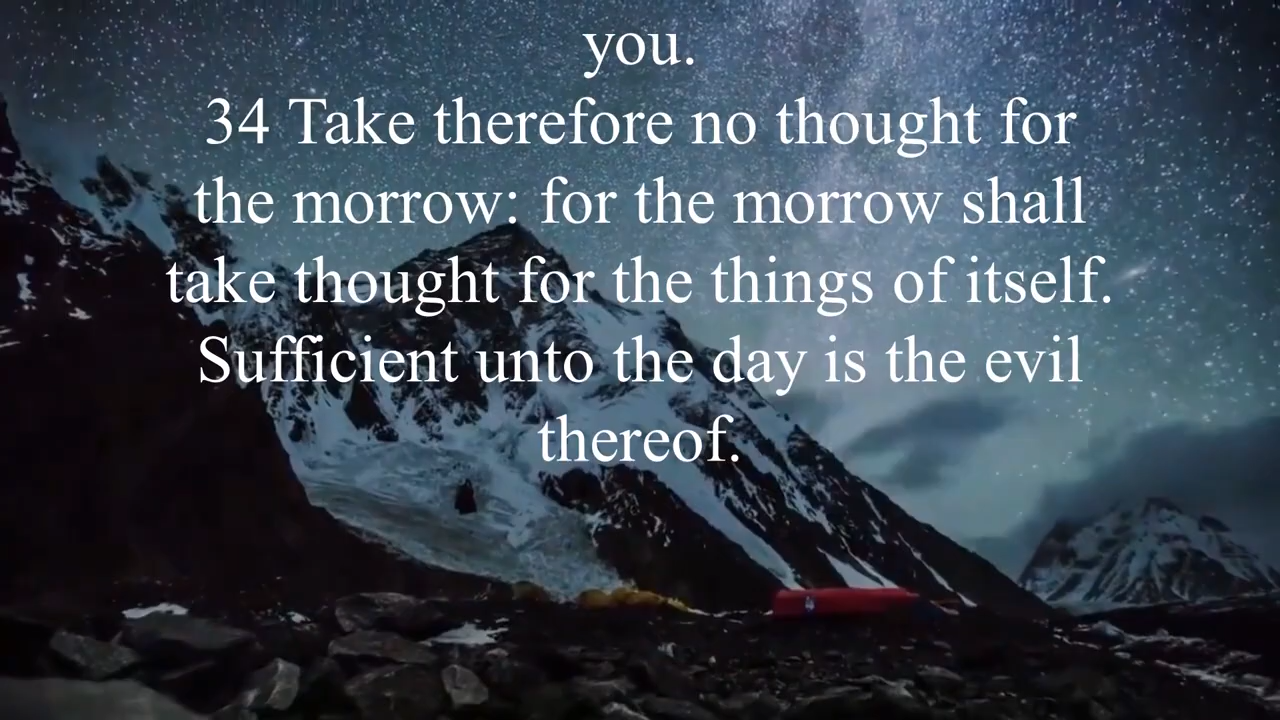 you.
34 Take therefore no thought for
the morrow: for the morrow shall
take thought for the things of itself.
Sufficient unto the day is the evil
thereof.